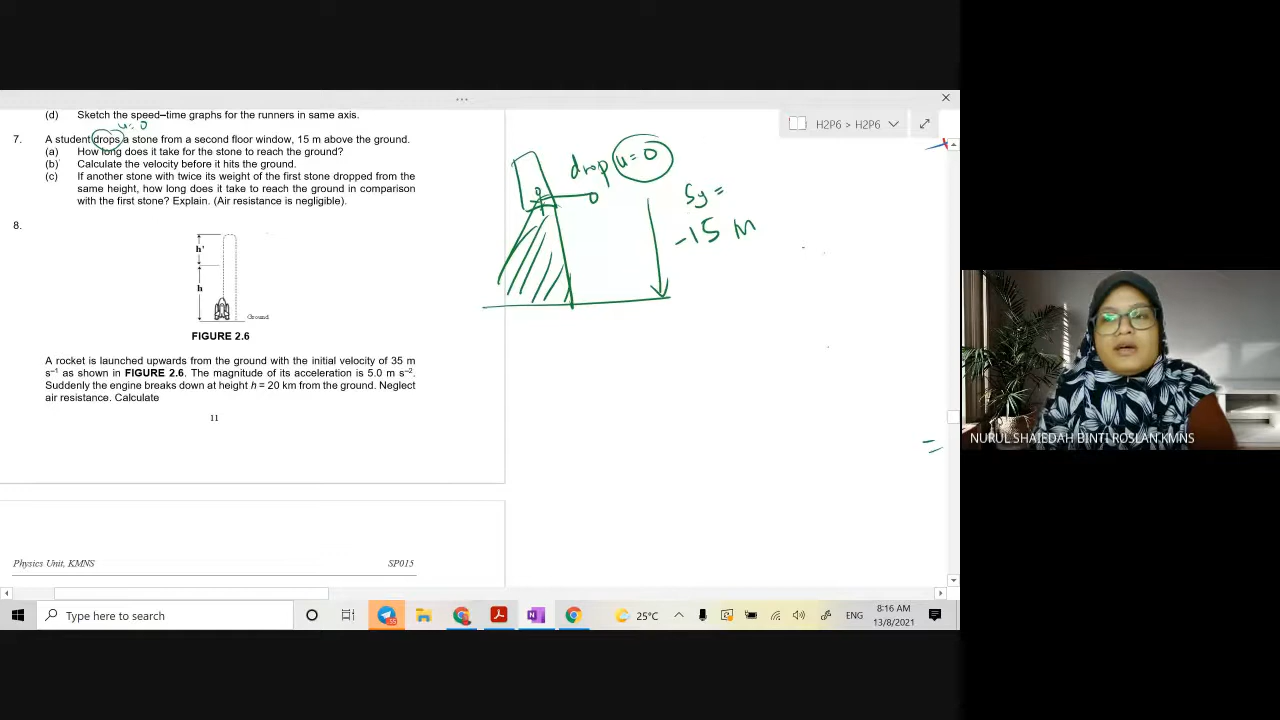 (d) Sketch the speed–time graphs for the runners in same axis.
u = 0
7. A student drops a stone from a second floor window, 15 m above the ground.
(a) How long does it take for the stone to reach the ground?
(b) Calculate the velocity before it hits the ground.
(c) If another stone with twice its weight of the first stone dropped from the
same height, how long does it take to reach the ground in comparison
with the first stone? Explain. (Air resistance is negligible).
8.
h'
h
Ground
FIGURE 2.6
A rocket is launched upwards from the ground with the initial velocity of 35 m
s⁻¹ as shown in FIGURE 2.6. The magnitude of its acceleration is 5.0 m s⁻².
Suddenly the engine breaks down at height h = 20 km from the ground. Neglect
air resistance. Calculate
11
Physics Unit, KMNS SP015
H2P6 > H2P6
drop u = 0
Sy =
-15 m
=
NURUL SHAIEDAH BINTI ROSLAN KMNS
Type here to search
25°C
ENG
8:16 AM
13/8/2021